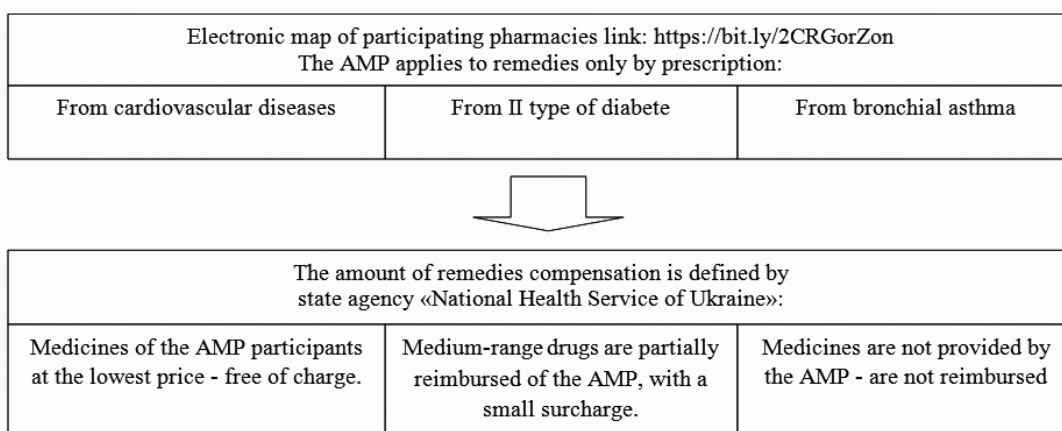 Electronic map of participating pharmacies link: https://bit.ly/2CRGorZon
The AMP applies to remedies only by prescription:
From cardiovascular diseases
From II type of diabete
From bronchial asthma
The amount of remedies compensation is defined by
state agency «National Health Service of Ukraine»:
Medicines of the AMP participants
at the lowest price - free of charge.
Medium-range drugs are partially
reimbursed of the AMP, with a
small surcharge.
Medicines are not provided by
the AMP - are not reimbursed